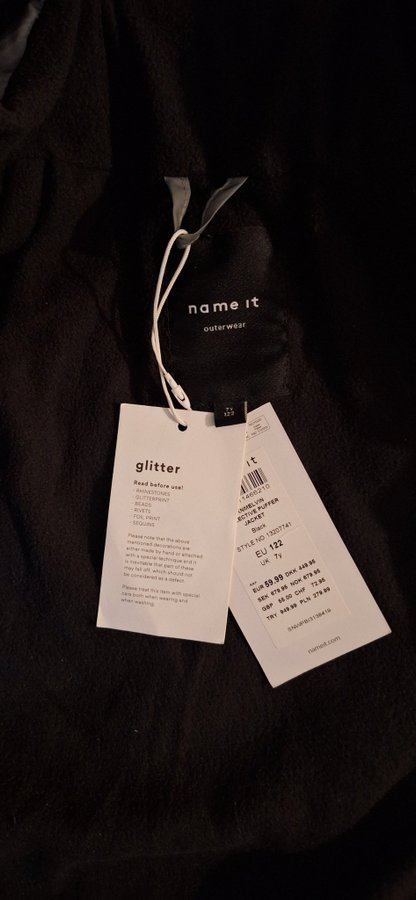 name it
outerwear
7Y
122
glitter
Read before use!
- RHINESTONES
- GLITTERPRINT
- BEADS
- RIVETS
- FOIL PRINT
- SEQUINS
Please note that the above
mentioned decorations are
either made by hand or attached
with a special technique and it
is inevitable that part of these
may fall off, which should not
be considered as a defect.
Please treat this item with special
care both when wearing and
when washing.
it
PUFFER
JACKET
Black
STYLE NO 13207741
EU 122
UK 7y
EUR 59.99 DKK 449.95
SEK 679.95 NOK 679.95
GBP 55.00 CHF 72.95
TRY 949.99 PLN 279.99
nameit.com